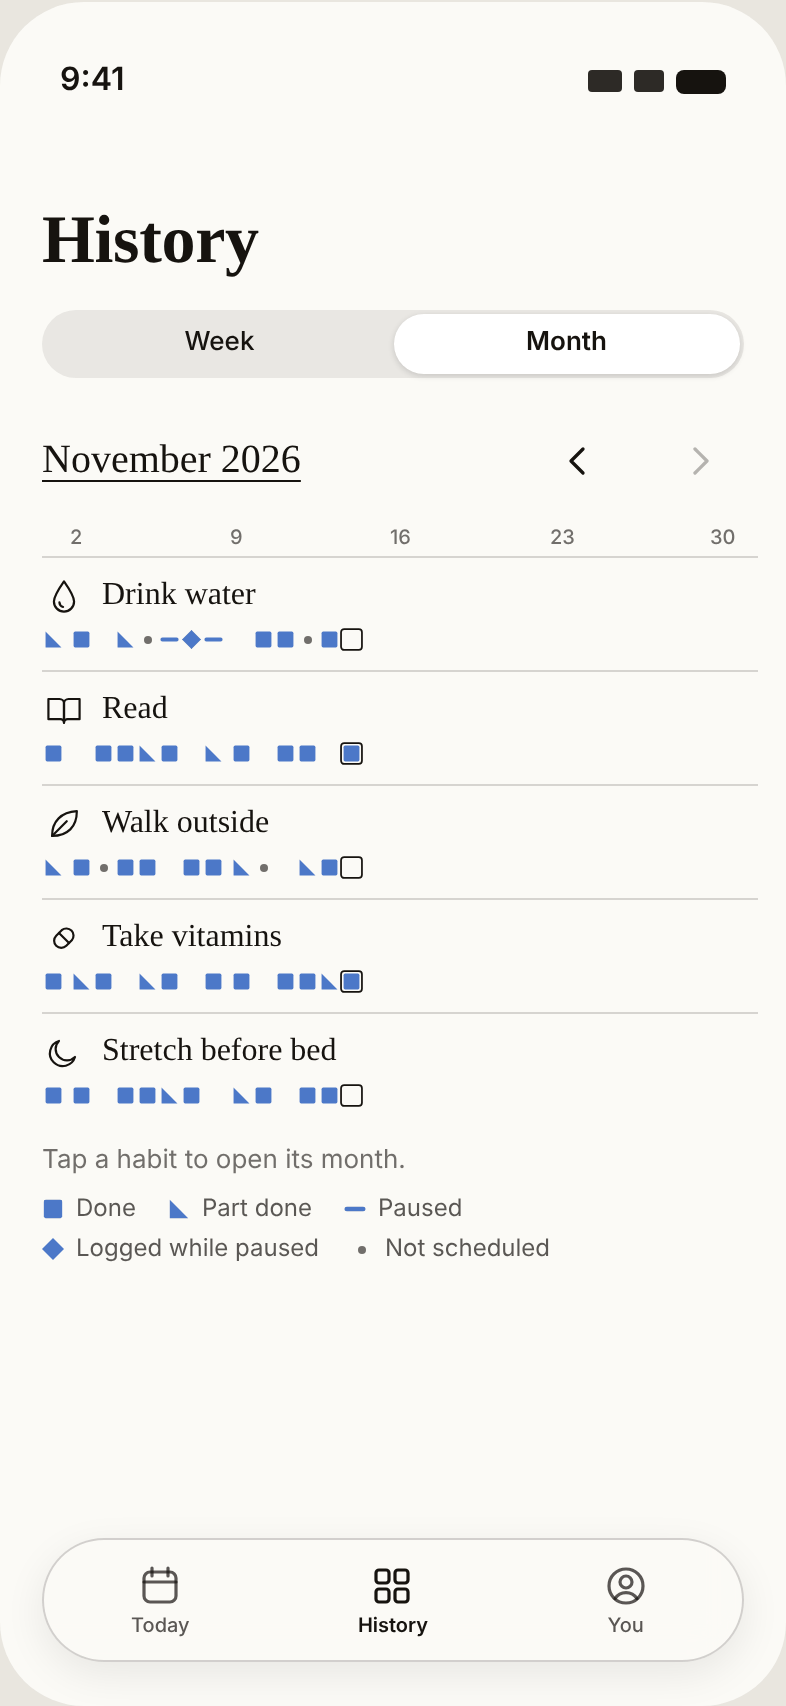 9:41
History
Week Month
November 2026
2 9 16 23 30
Drink water
Read
Walk outside
Take vitamins
Stretch before bed
Tap a habit to open its month.
Done Part done Paused
Logged while paused Not scheduled
Today History You